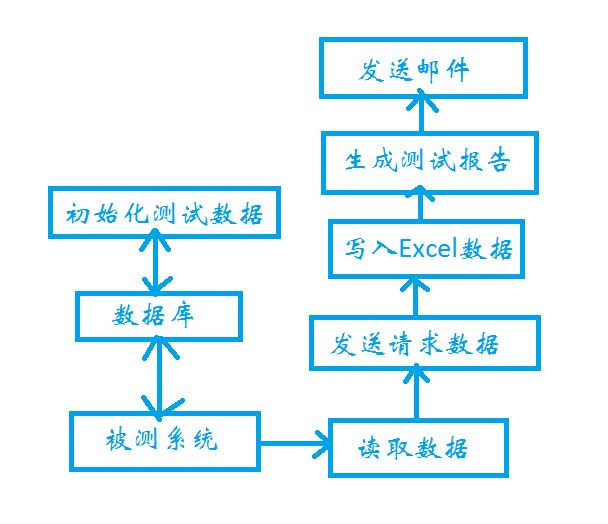 发送邮件
生成测试报告
初始化测试数据
写入Excel数据
数据库
发送请求数据
被测系统
读取数据